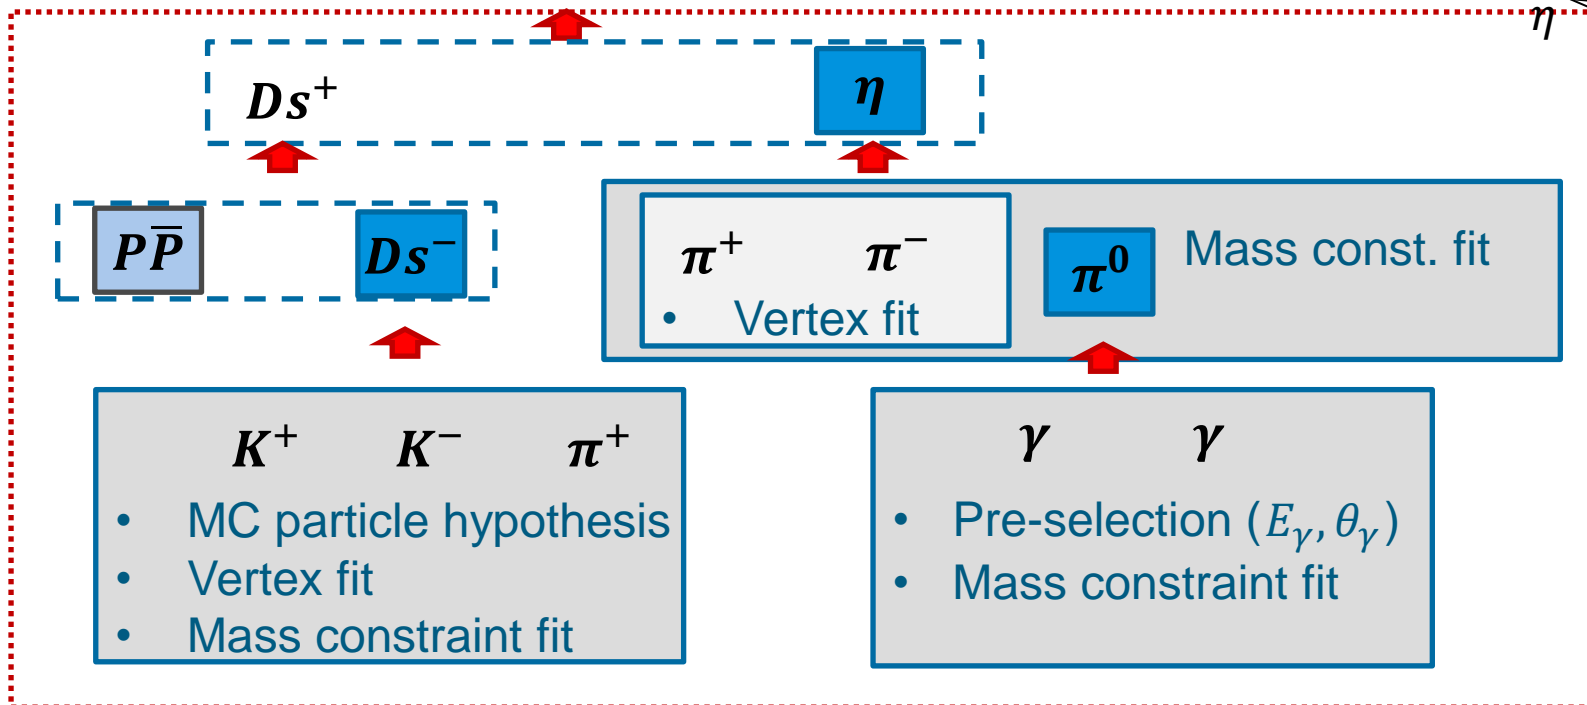 η
Ds⁺ η
PP̅ Ds⁻
π⁺ π⁻ π⁰ Mass const. fit
• Vertex fit
K⁺ K⁻ π⁺
• MC particle hypothesis
• Vertex fit
• Mass constraint fit
γ γ
• Pre-selection (E_γ, θ_γ)
• Mass constraint fit